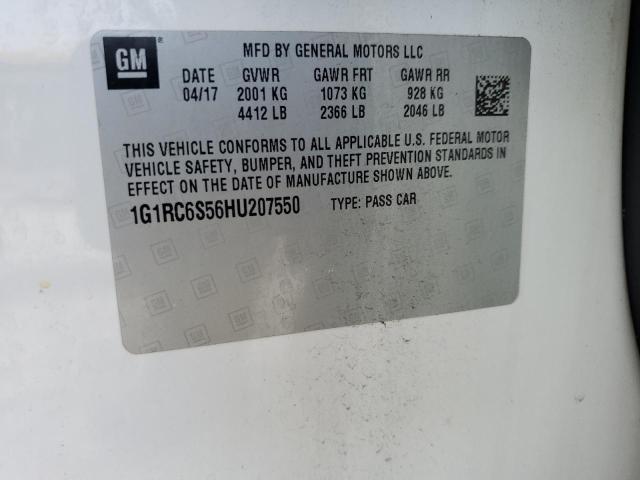 GM
MFD BY GENERAL MOTORS LLC
DATE GVWR GAWR FRT GAWR RR
04/17 2001 KG 1073 KG 928 KG
4412 LB 2366 LB 2046 LB
THIS VEHICLE CONFORMS TO ALL APPLICABLE U.S. FEDERAL MOTOR
VEHICLE SAFETY, BUMPER, AND THEFT PREVENTION STANDARDS IN
EFFECT ON THE DATE OF MANUFACTURE SHOWN ABOVE.
1G1RC6S56HU207550 TYPE: PASS CAR